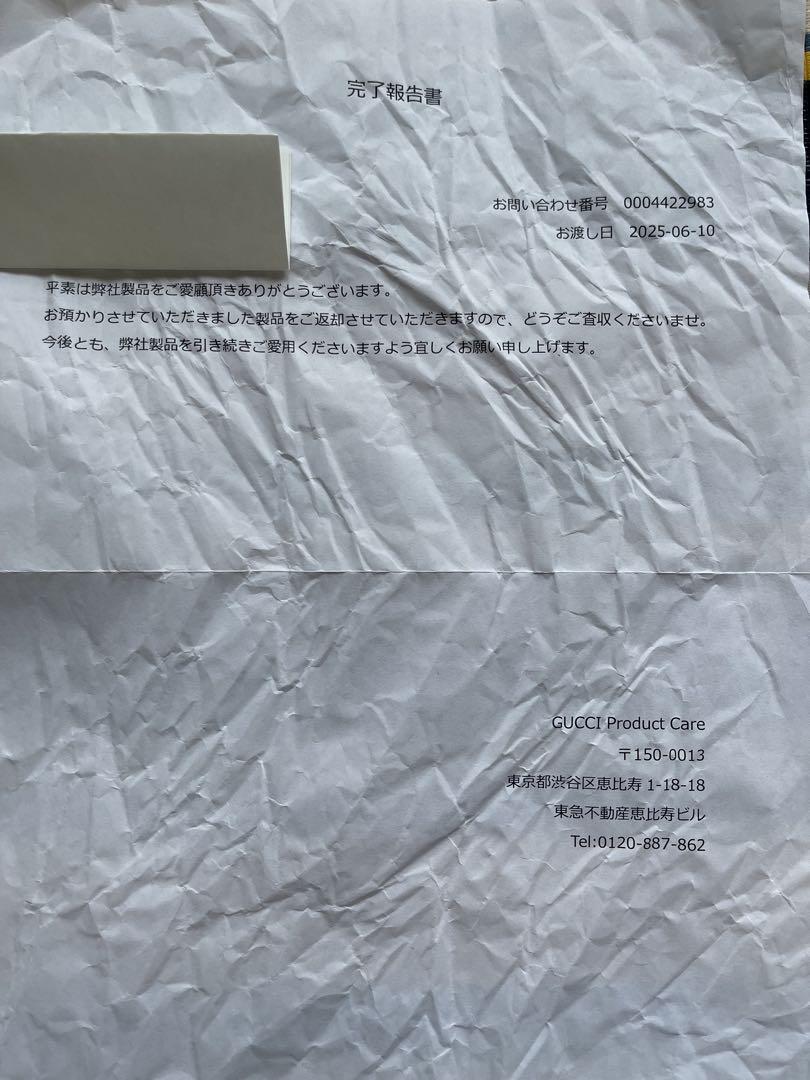 完了報告書
お問い合わせ番号　0004422983
お渡し日　2025-06-10
平素は弊社製品をご愛顧頂きありがとうございます。
お預かりさせていただきました製品をご返却させていただきますので、どうぞご査収くださいませ。
今後とも、弊社製品を引き続きご愛用くださいますよう宜しくお願い申し上げます。
GUCCI Product Care
〒150-0013
東京都渋谷区恵比寿 1-18-18
東急不動産恵比寿ビル
Tel:0120-887-862